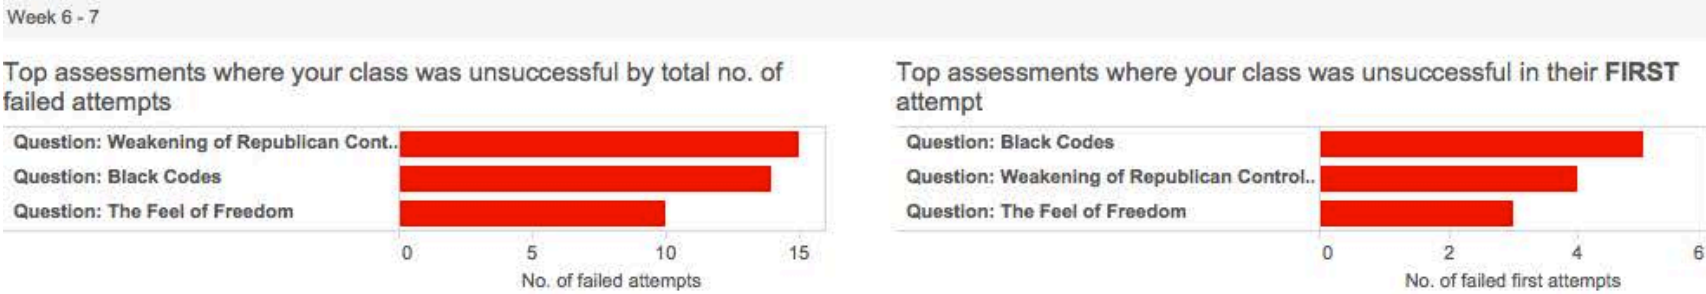 Week 6 - 7
Top assessments where your class was unsuccessful by total no. of
failed attempts
Question: Weakening of Republican Cont..
Question: Black Codes
Question: The Feel of Freedom
0 5 10 15
No. of failed attempts
Top assessments where your class was unsuccessful in their FIRST
attempt
Question: Black Codes
Question: Weakening of Republican Control..
Question: The Feel of Freedom
0 2 4 6
No. of failed first attempts